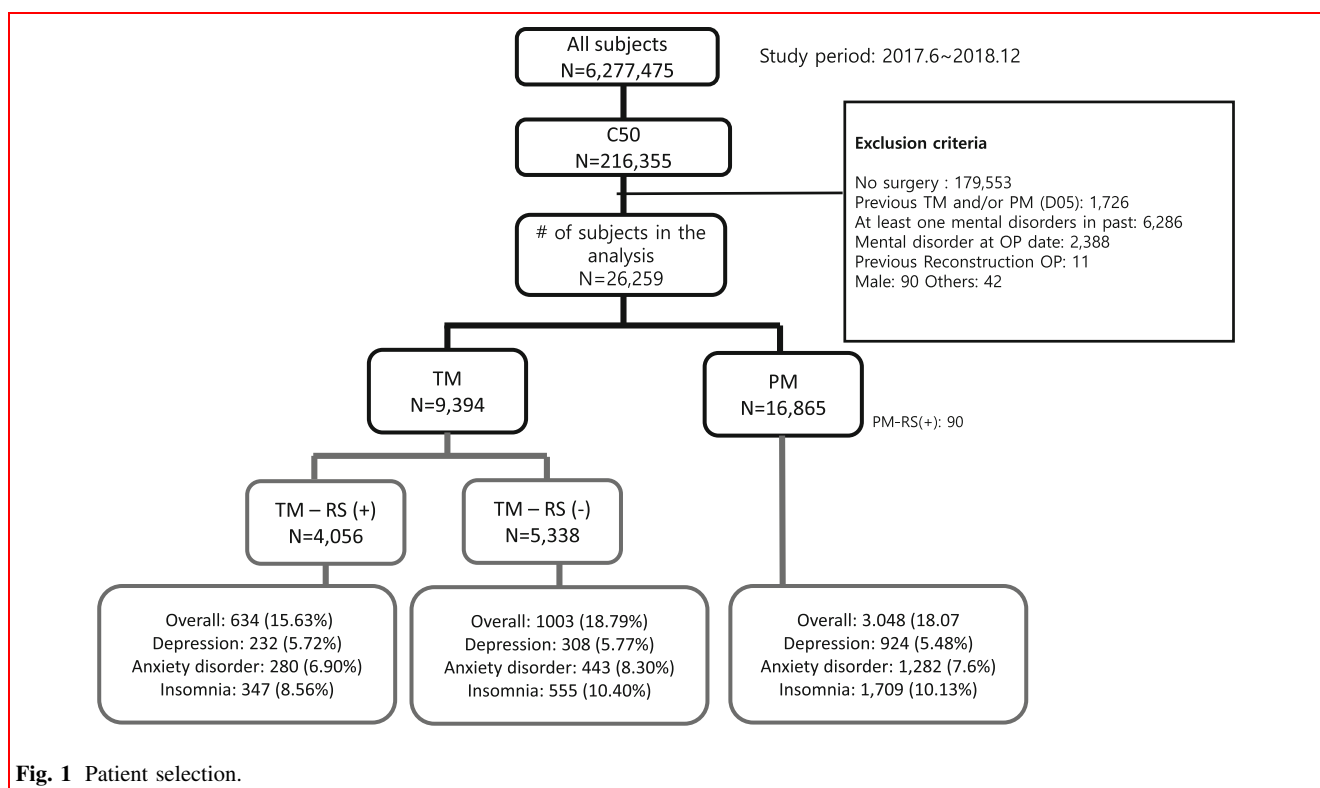 All subjects
N=6,277,475
Study period: 2017.6~2018.12
C50
N=216,355
Exclusion criteria
No surgery : 179,553
Previous TM and/or PM (D05): 1,726
At least one mental disorders in past: 6,286
Mental disorder at OP date: 2,388
Previous Reconstruction OP: 11
Male: 90 Others: 42
# of subjects in the
analysis
N=26,259
TM
N=9,394
PM
N=16,865
PM-RS(+): 90
TM – RS (+)
N=4,056
TM – RS (-)
N=5,338
Overall: 634 (15.63%)
Depression: 232 (5.72%)
Anxiety disorder: 280 (6.90%)
Insomnia: 347 (8.56%)
Overall: 1003 (18.79%)
Depression: 308 (5.77%)
Anxiety disorder: 443 (8.30%)
Insomnia: 555 (10.40%)
Overall: 3.048 (18.07
Depression: 924 (5.48%)
Anxiety disorder: 1,282 (7.6%)
Insomnia: 1,709 (10.13%)
Fig. 1 Patient selection.